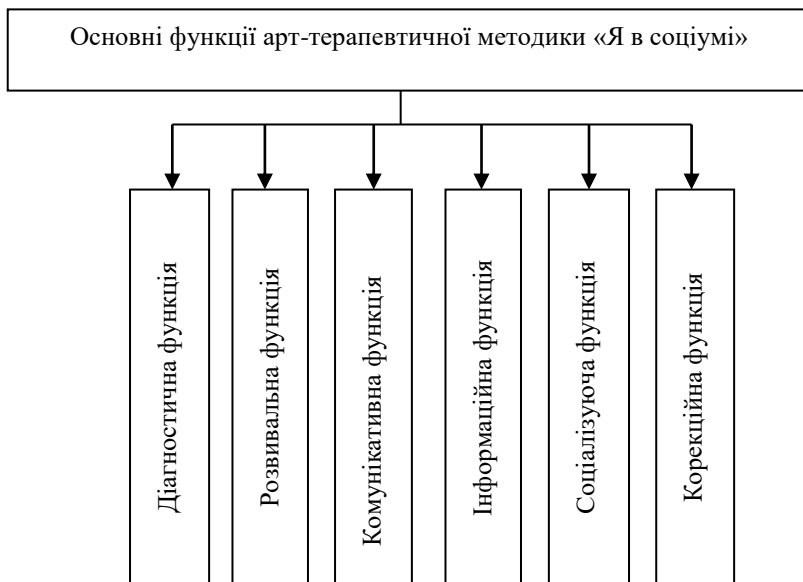 Основні функції арт-терапевтичної методики «Я в соціумі»
Діагностична функція
Розвивальна функція
Комунікативна функція
Інформаційна функція
Соціалізуюча функція
Корекційна функція